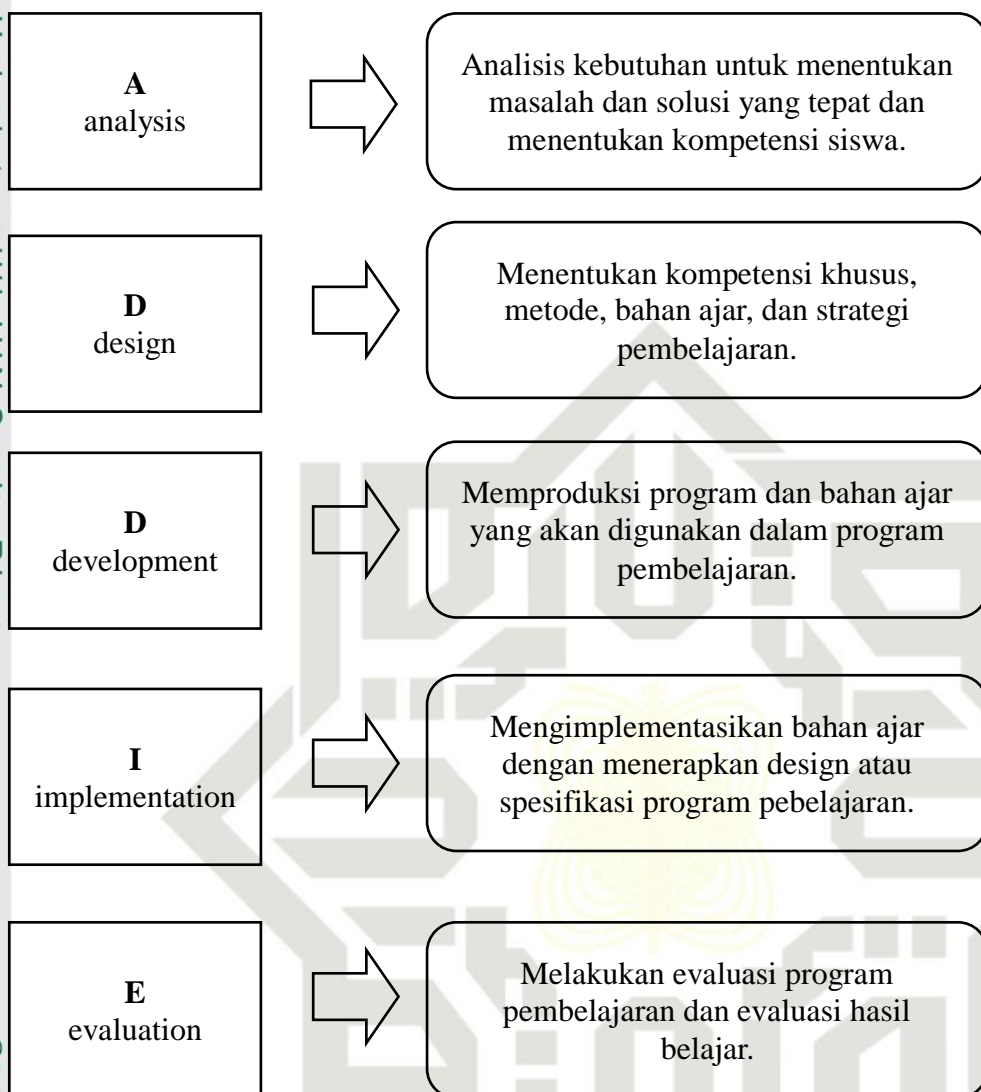 A
analysis
Analisis kebutuhan untuk menentukan
masalah dan solusi yang tepat dan
menentukan kompetensi siswa.
D
design
Menentukan kompetensi khusus,
metode, bahan ajar, dan strategi
pembelajaran.
D
development
Memproduksi program dan bahan ajar
yang akan digunakan dalam program
pembelajaran.
I
implementation
Mengimplementasikan bahan ajar
dengan menerapkan design atau
spesifikasi program pebelajaran.
E
evaluation
Melakukan evaluasi program
pembelajaran dan evaluasi hasil
belajar.